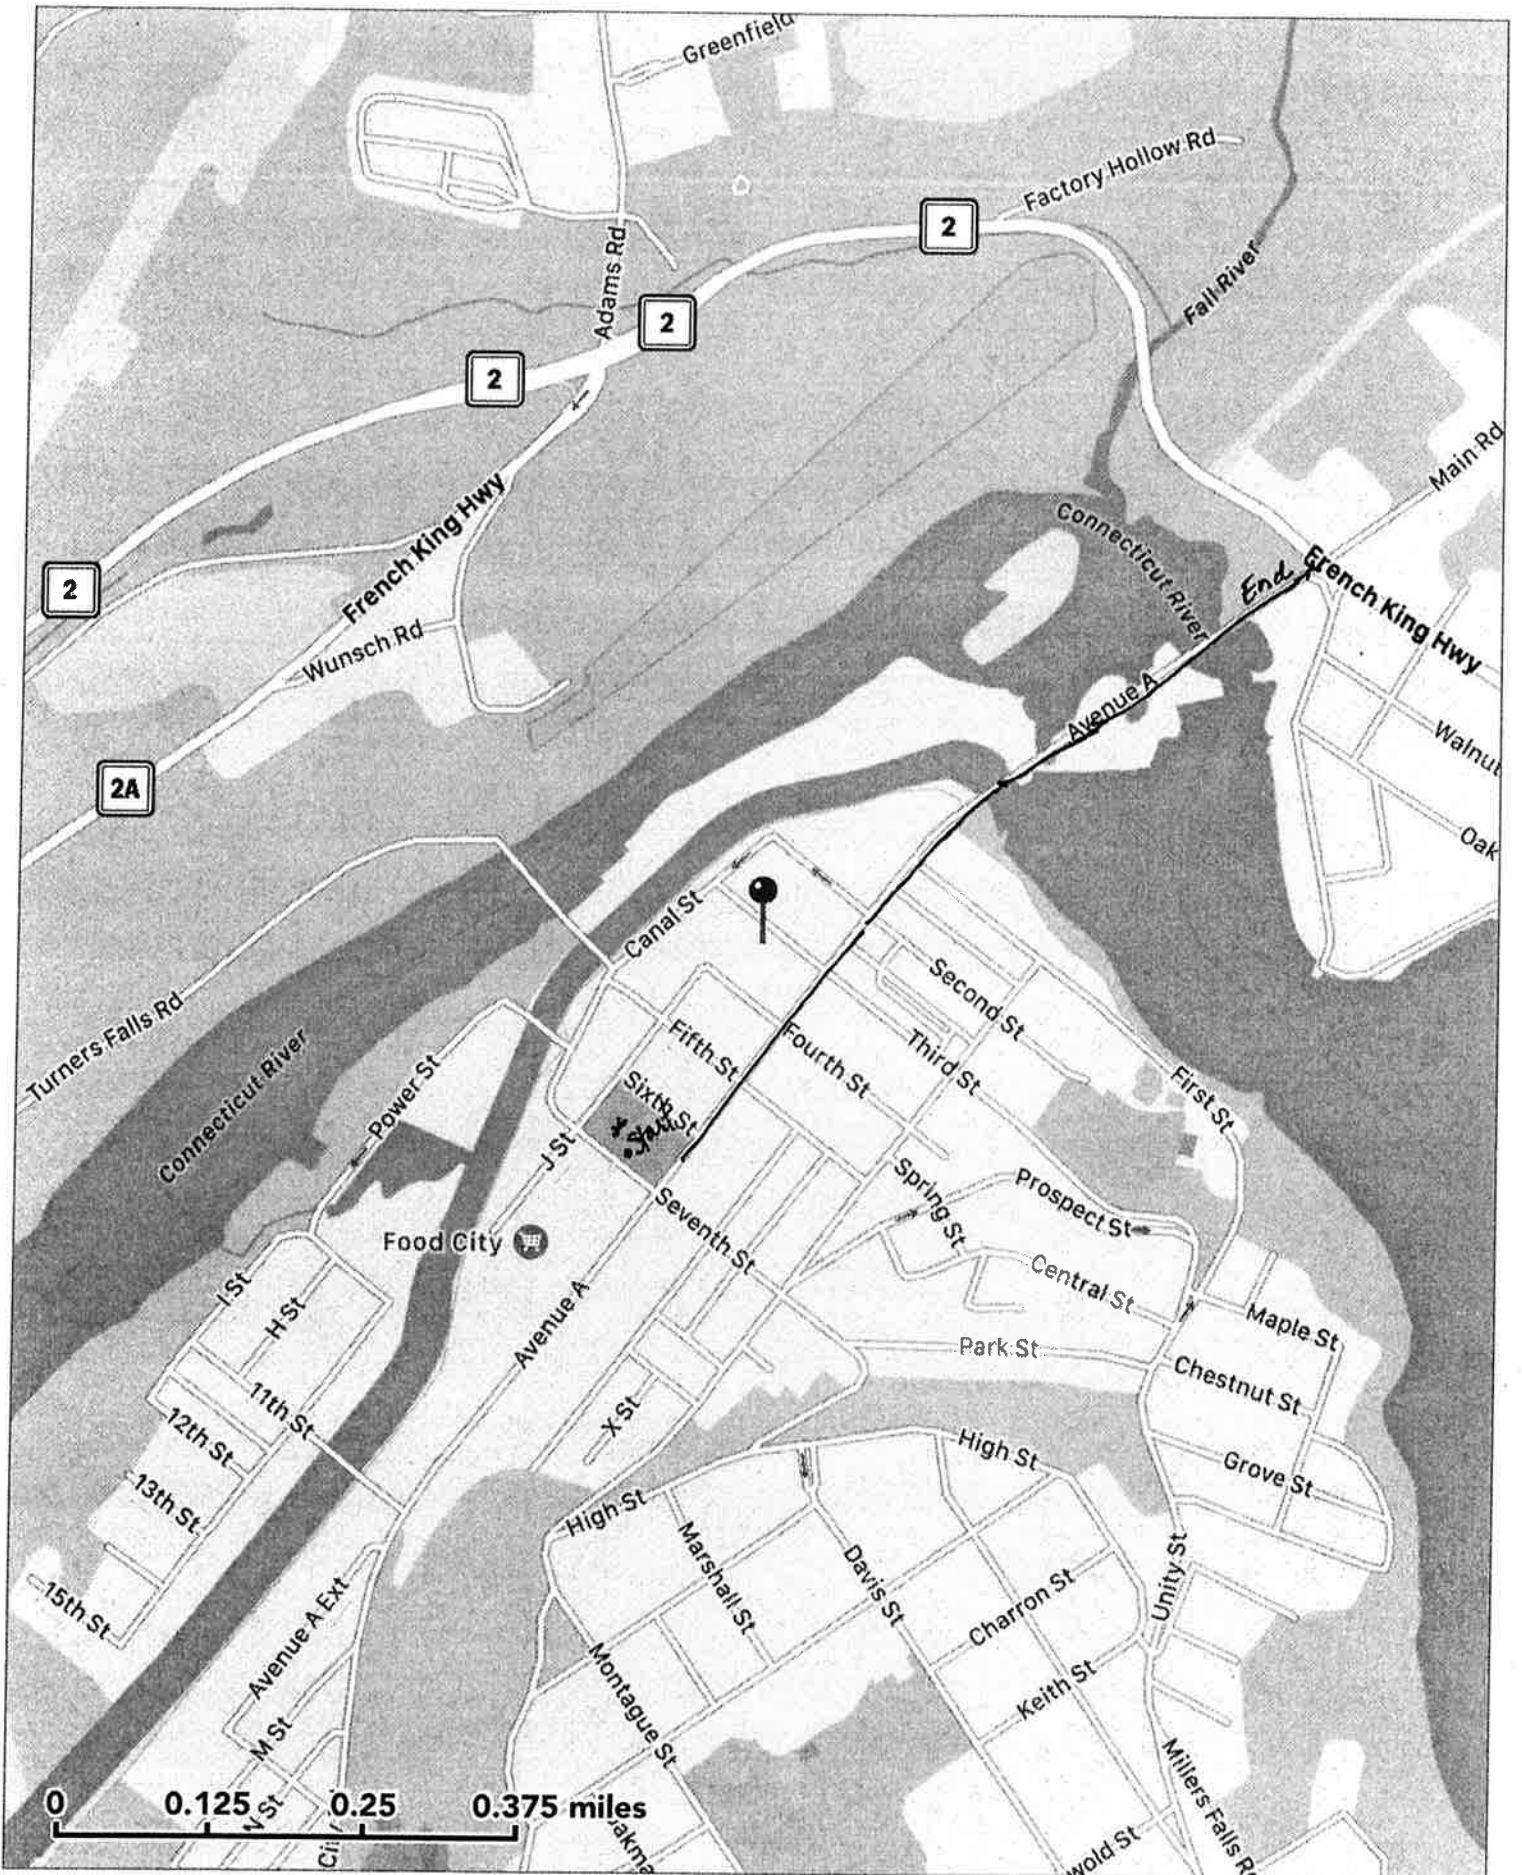 Greenfield
Factory Hollow Rd
2
Adams Rd
Fall River
2
2
Main Rd
French King Hwy
Connecticut River
End
French King Hwy
2
Wunsch Rd
Avenue A
Walnut
2A
Oak
Canal St
Second St
Turners Falls Rd
Fifth St
Fourth St
Third St
First St
Connecticut River
Power St
Sixth St
Start
J St
Spring St
Prospect St
Seventh St
Food City
Central St
I St
H St
Avenue A
Maple St
Park St
Chestnut St
11th St
X St
12th St
High St
Grove St
13th St
High St
Marshall St
Davis St
Unity St
15th St
Avenue A Ext
Charron St
Montague St
Keith St
M St
Millers Falls R
0 0.125 0.25 0.375 miles
N St
wold St